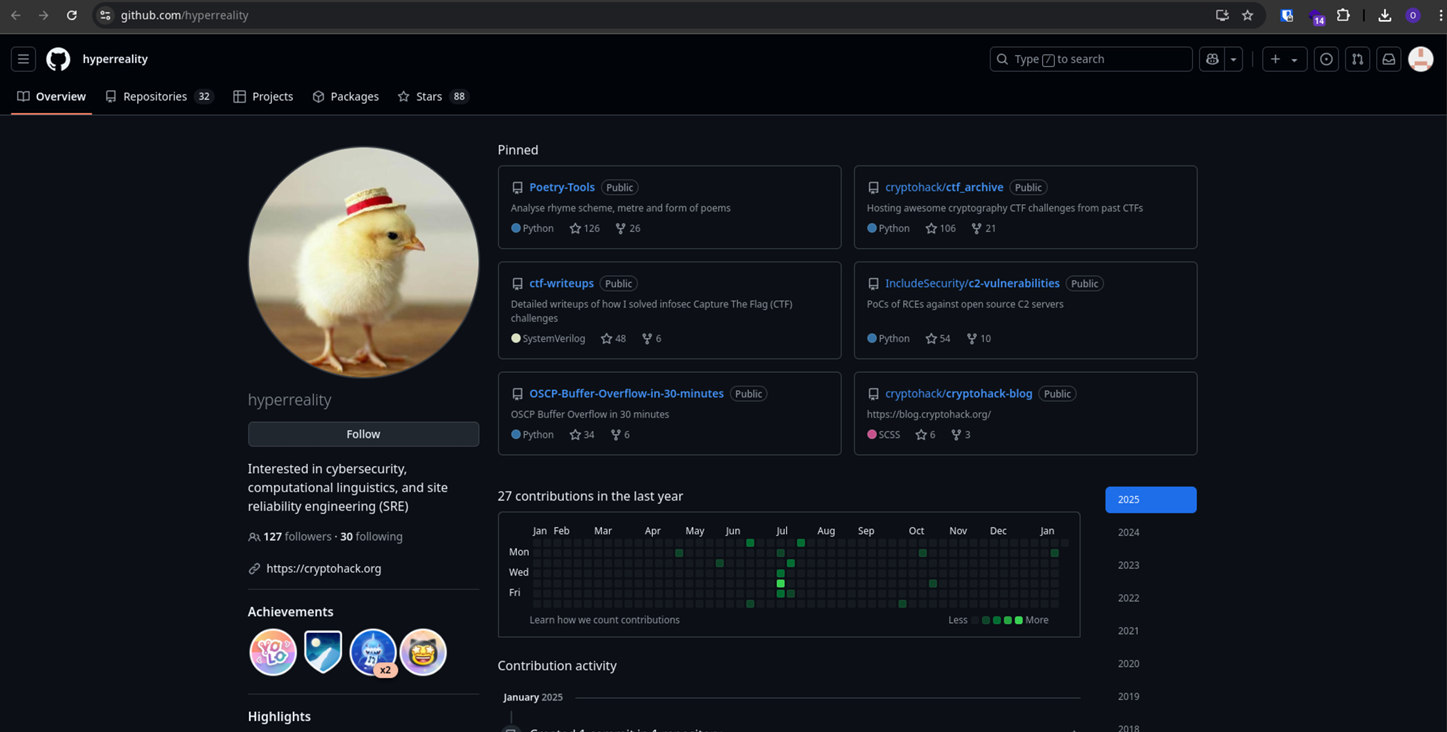 github.com/hyperreality
14
O
hyperreality
Type / to search
Overview
Repositories 32
Projects
Packages
Stars 88
Pinned
Poetry-Tools Public
Analyse rhyme scheme, metre and form of poems
Python 126 26
cryptohack/ctf_archive Public
Hosting awesome cryptography CTF challenges from past CTFs
Python 106 21
ctf-writeups Public
Detailed writeups of how I solved infosec Capture The Flag (CTF)
challenges
SystemVerilog 48 6
IncludeSecurity/c2-vulnerabilities Public
PoCs of RCEs against open source C2 servers
Python 54 10
OSCP-Buffer-Overflow-in-30-minutes Public
OSCP Buffer Overflow in 30 minutes
Python 34 6
cryptohack/cryptohack-blog Public
https://blog.cryptohack.org/
SCSS 6 3
hyperreality
Follow
Interested in cybersecurity,
computational linguistics, and site
reliability engineering (SRE)
127 followers · 30 following
https://cryptohack.org
Achievements
YOLO
x2
Highlights
27 contributions in the last year
Jan Feb Mar Apr May Jun Jul Aug Sep Oct Nov Dec Jan
Mon
Wed
Fri
Learn how we count contributions
Less More
2025
2024
2023
2022
2021
2020
2019
2018
Contribution activity
January 2025